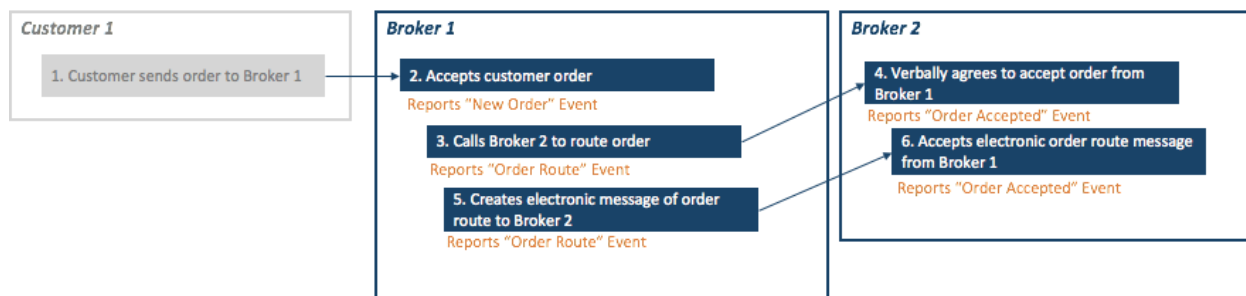 Customer 1
1. Customer sends order to Broker 1
Broker 1
2. Accepts customer order
Reports "New Order" Event
3. Calls Broker 2 to route order
Reports "Order Route" Event
5. Creates electronic message of order
route to Broker 2
Reports "Order Route" Event
Broker 2
4. Verbally agrees to accept order from
Broker 1
Reports "Order Accepted" Event
6. Accepts electronic order route message
from Broker 1
Reports "Order Accepted" Event